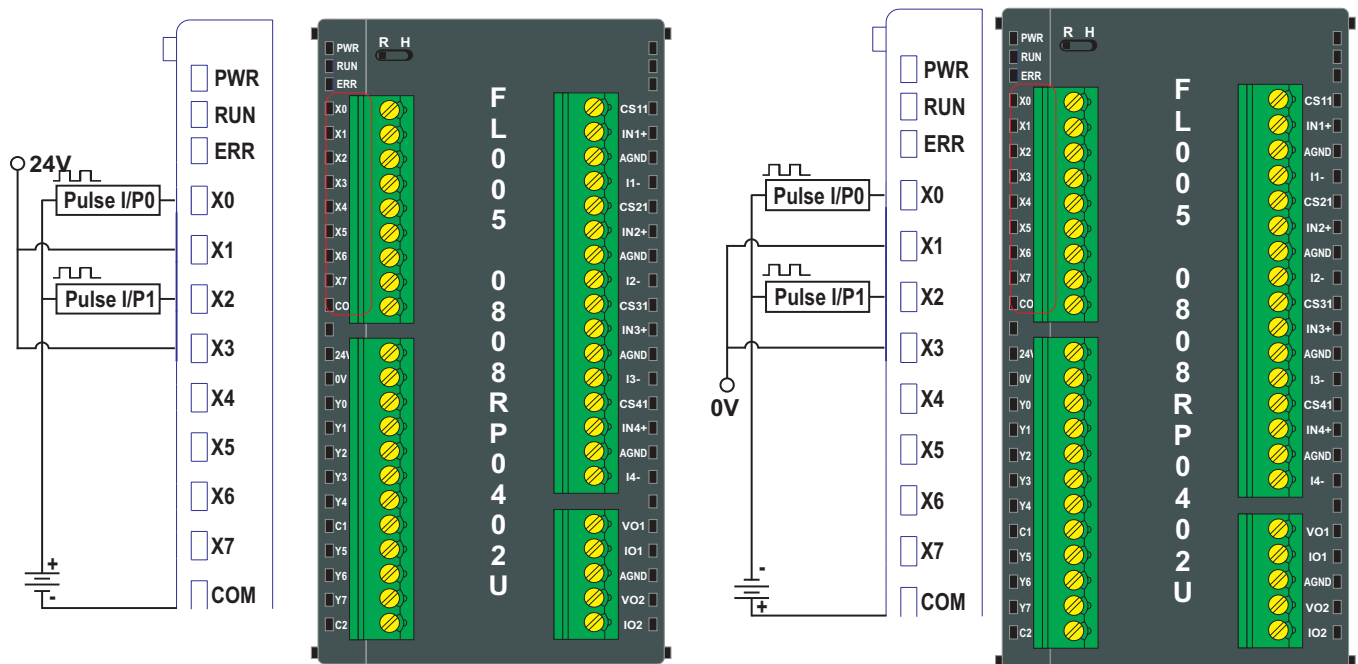 24V
Pulse I/P0
Pulse I/P1
+
-
PWR
RUN
ERR
X0
X1
X2
X3
X4
X5
X6
X7
COM
PWR
RUN
ERR
R H
X0
X1
X2
X3
X4
X5
X6
X7
CO
24V
0V
Y0
Y1
Y2
Y3
Y4
C1
Y5
Y6
Y7
C2
FL005 0808RP0402U
CS11
IN1+
AGND
I1-
CS21
IN2+
AGND
I2-
CS31
IN3+
AGND
I3-
CS41
IN4+
AGND
I4-
VO1
IO1
AGND
VO2
IO2
Pulse I/P0
Pulse I/P1
0V
-
+
PWR
RUN
ERR
X0
X1
X2
X3
X4
X5
X6
X7
COM
PWR
RUN
ERR
R H
X0
X1
X2
X3
X4
X5
X6
X7
CO
24V
0V
Y0
Y1
Y2
Y3
Y4
C1
Y5
Y6
Y7
C2
FL005 0808RP0402U
CS11
IN1+
AGND
I1-
CS21
IN2+
AGND
I2-
CS31
IN3+
AGND
I3-
CS41
IN4+
AGND
I4-
VO1
IO1
AGND
VO2
IO2